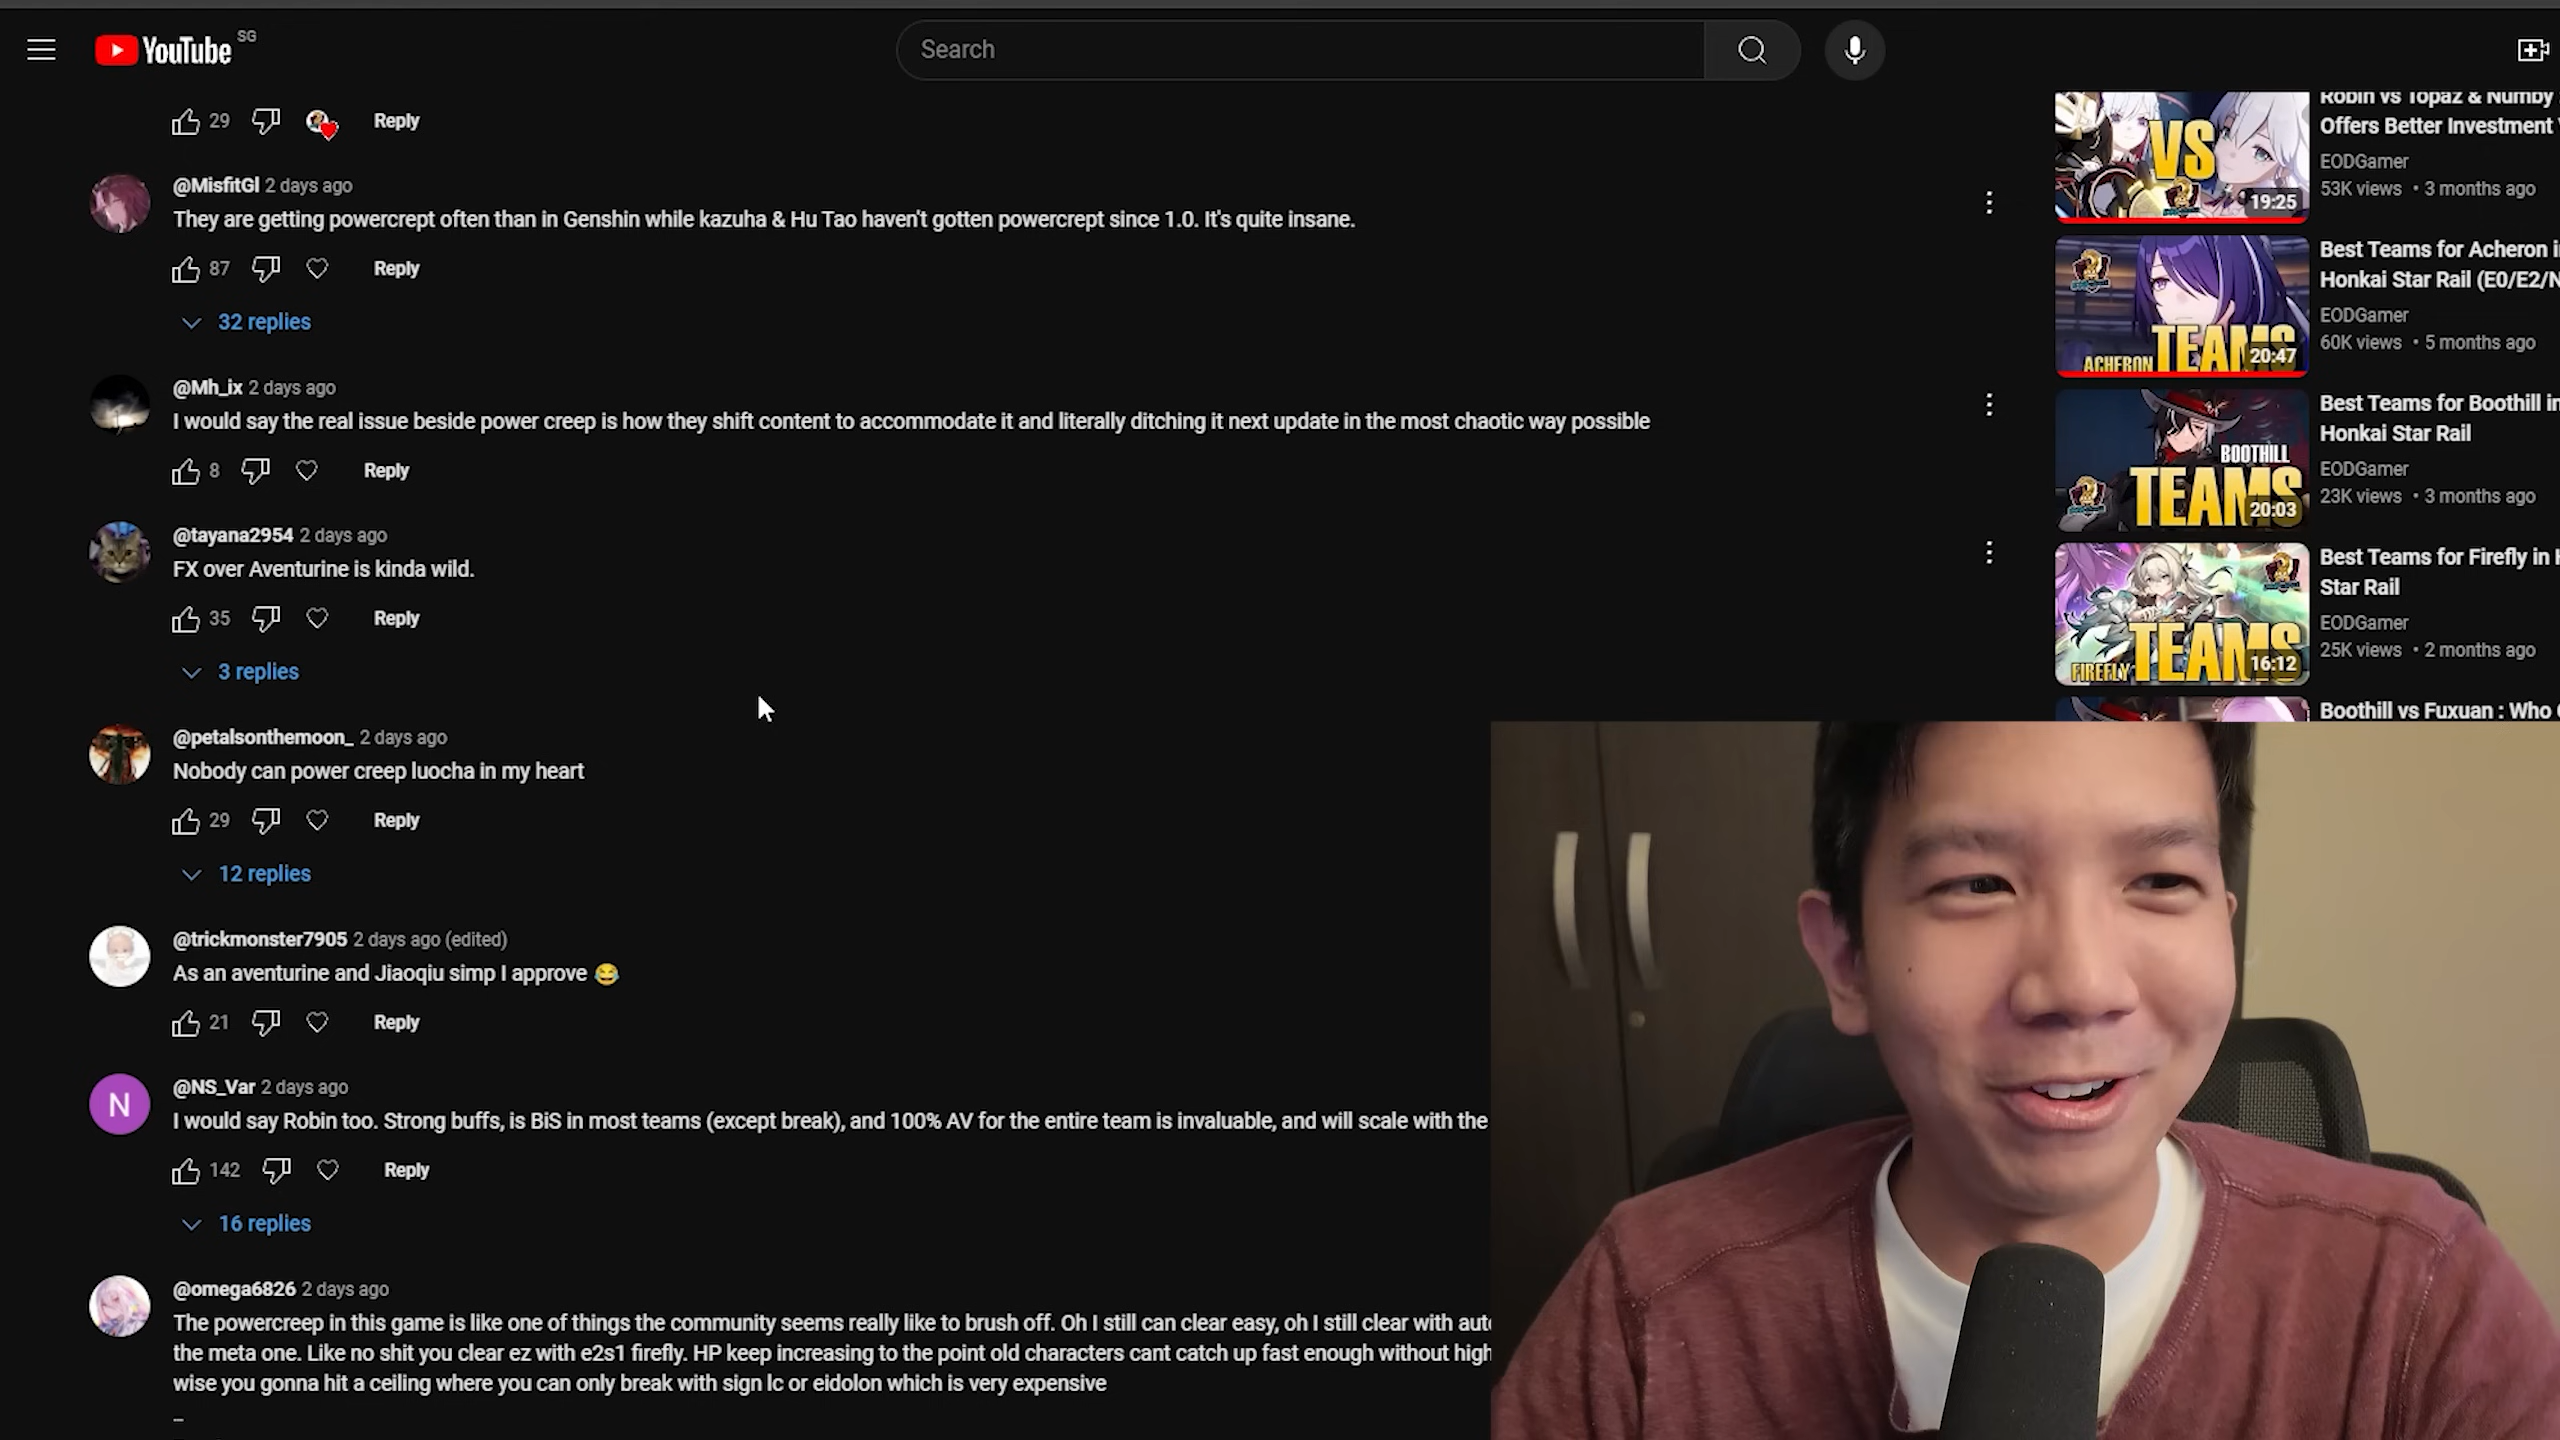 YouTube SG
Search
29 Reply
@MisfitGl 2 days ago
They are getting powercrept often than in Genshin while kazuha & Hu Tao haven't gotten powercrept since 1.0. It's quite insane.
87 Reply
32 replies
@Mh_ix 2 days ago
I would say the real issue beside power creep is how they shift content to accommodate it and literally ditching it next update in the most chaotic way possible
8 Reply
@tayana2954 2 days ago
FX over Aventurine is kinda wild.
35 Reply
3 replies
@petalsonthemoon_ 2 days ago
Nobody can power creep luocha in my heart
29 Reply
12 replies
@trickmonster7905 2 days ago (edited)
As an aventurine and Jiaoqiu simp I approve 😂
21 Reply
N
@NS_Var 2 days ago
I would say Robin too. Strong buffs, is BiS in most teams (except break), and 100% AV for the entire team is invaluable, and will scale with the
142 Reply
16 replies
@omega6826 2 days ago
The powercreep in this game is like one of things the community seems really like to brush off. Oh I still can clear easy, oh I still clear with aut
the meta one. Like no shit you clear ez with e2s1 firefly. HP keep increasing to the point old characters cant catch up fast enough without high
wise you gonna hit a ceiling where you can only break with sign lc or eidolon which is very expensive
VS
19:25
Robin vs Topaz & Numby
Offers Better Investment
EODGamer
53K views • 3 months ago
ACHERON TEAMS
20:47
Best Teams for Acheron i
Honkai Star Rail (E0/E2/
EODGamer
60K views • 5 months ago
BOOTHILL
TEAMS
20:03
Best Teams for Boothill in
Honkai Star Rail
EODGamer
23K views • 3 months ago
FIREFLY TEAMS
16:12
Best Teams for Firefly in
Star Rail
EODGamer
25K views • 2 months ago
Boothill vs Fuxuan : Who